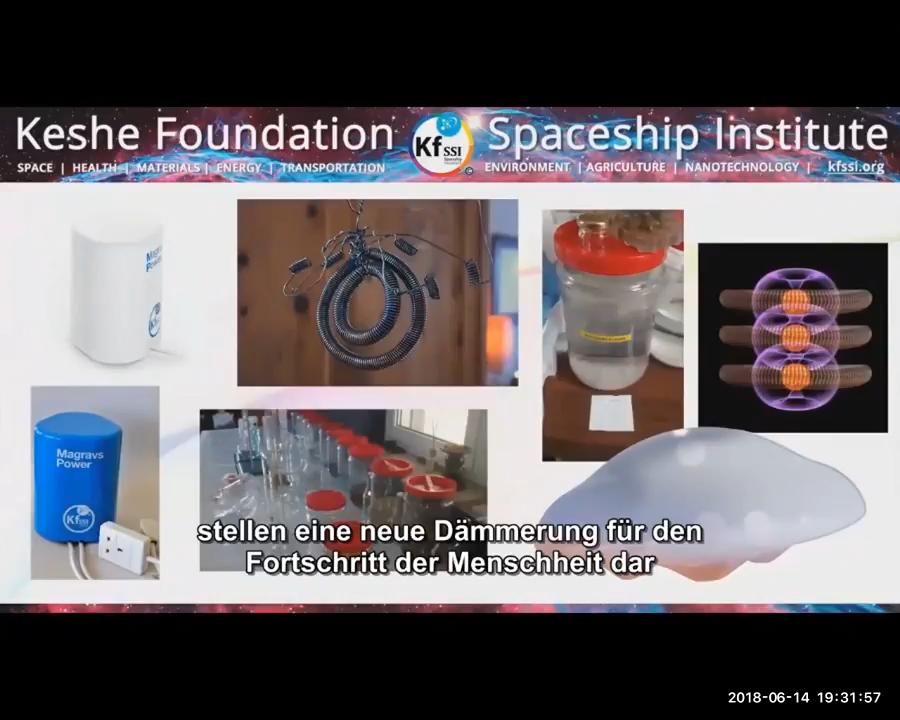 Keshe Foundation
Kf SSI
Spaceship Institute
SPACE | HEALTH | MATERIALS | ENERGY | TRANSPORTATION
ENVIRONMENT | AGRICULTURE | NANOTECHNOLOGY | kfssi.org
Magravs
Power
Kf SSI
stellen eine neue Dämmerung für den
Fortschritt der Menschheit dar
2018-06-14 19:31:57